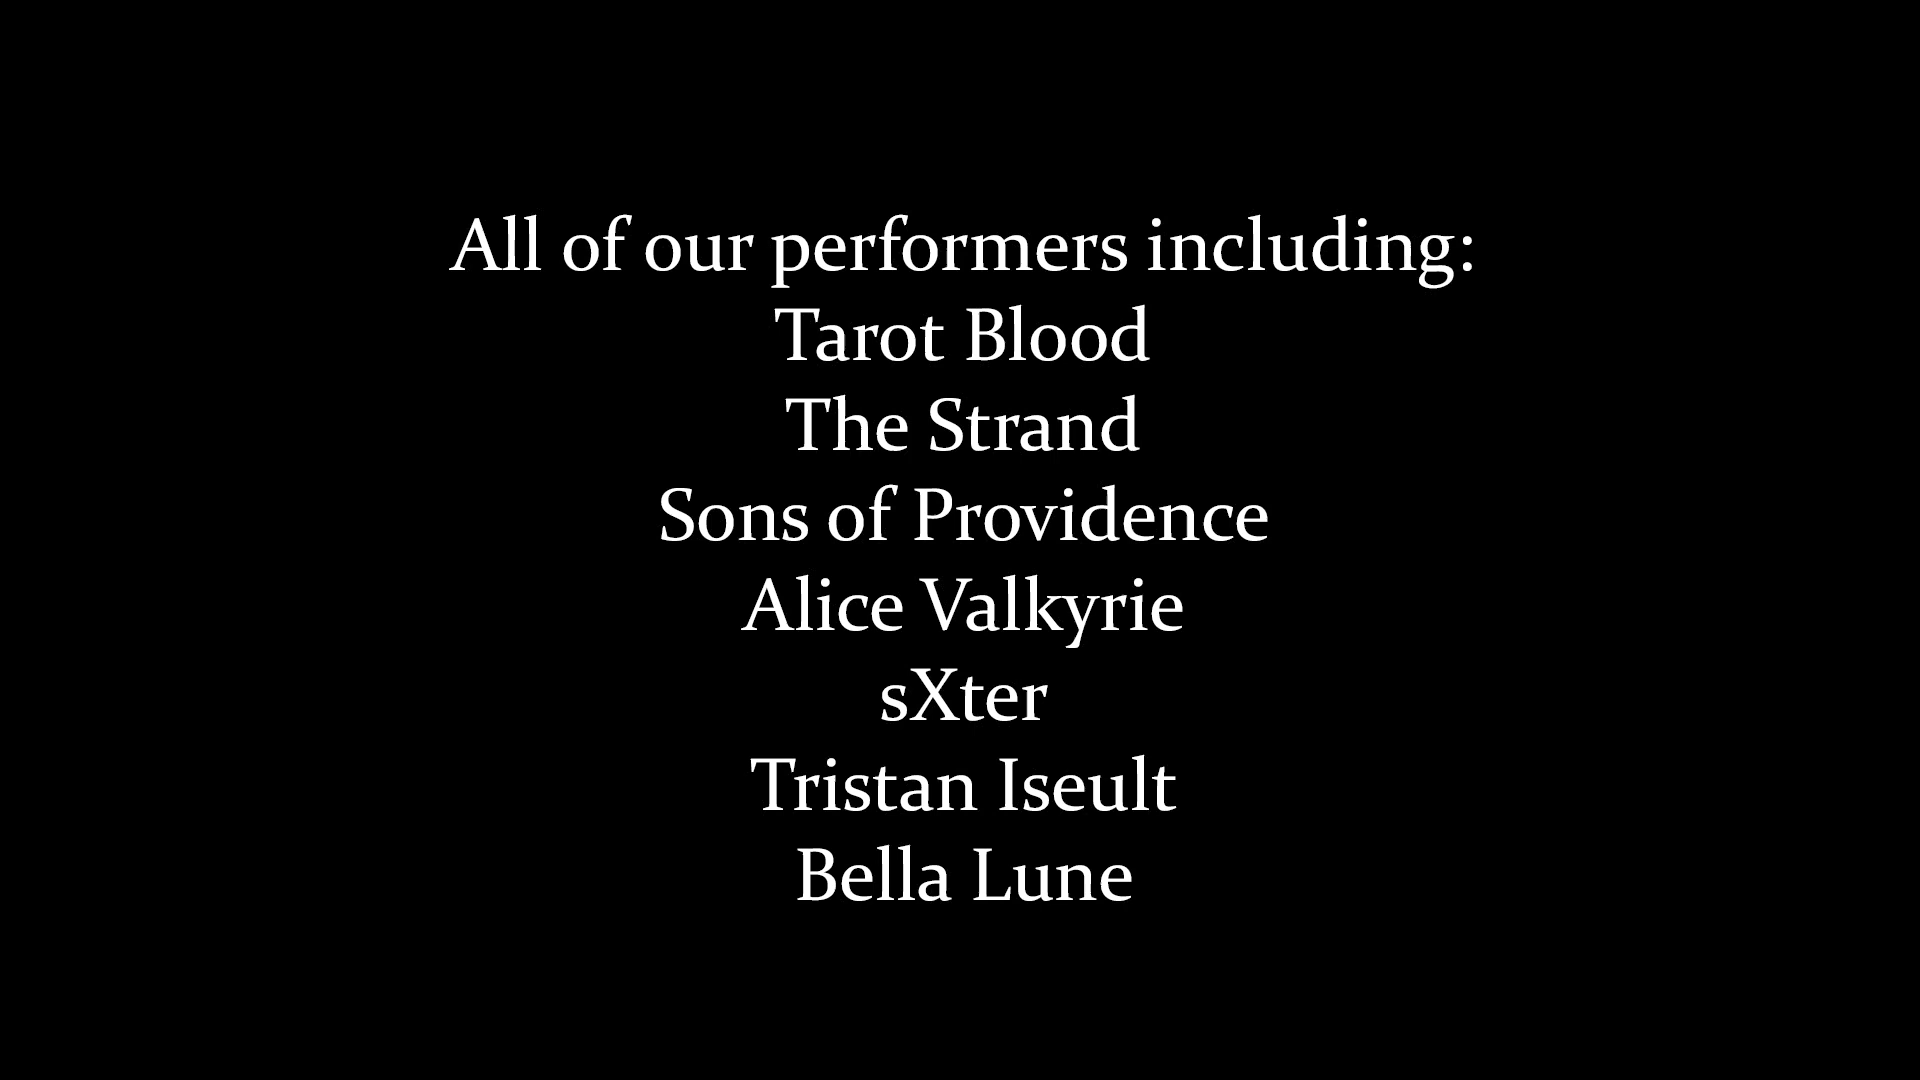 All of our performers including:
Tarot Blood
The Strand
Sons of Providence
Alice Valkyrie
sXter
Tristan Iseult
Bella Lune